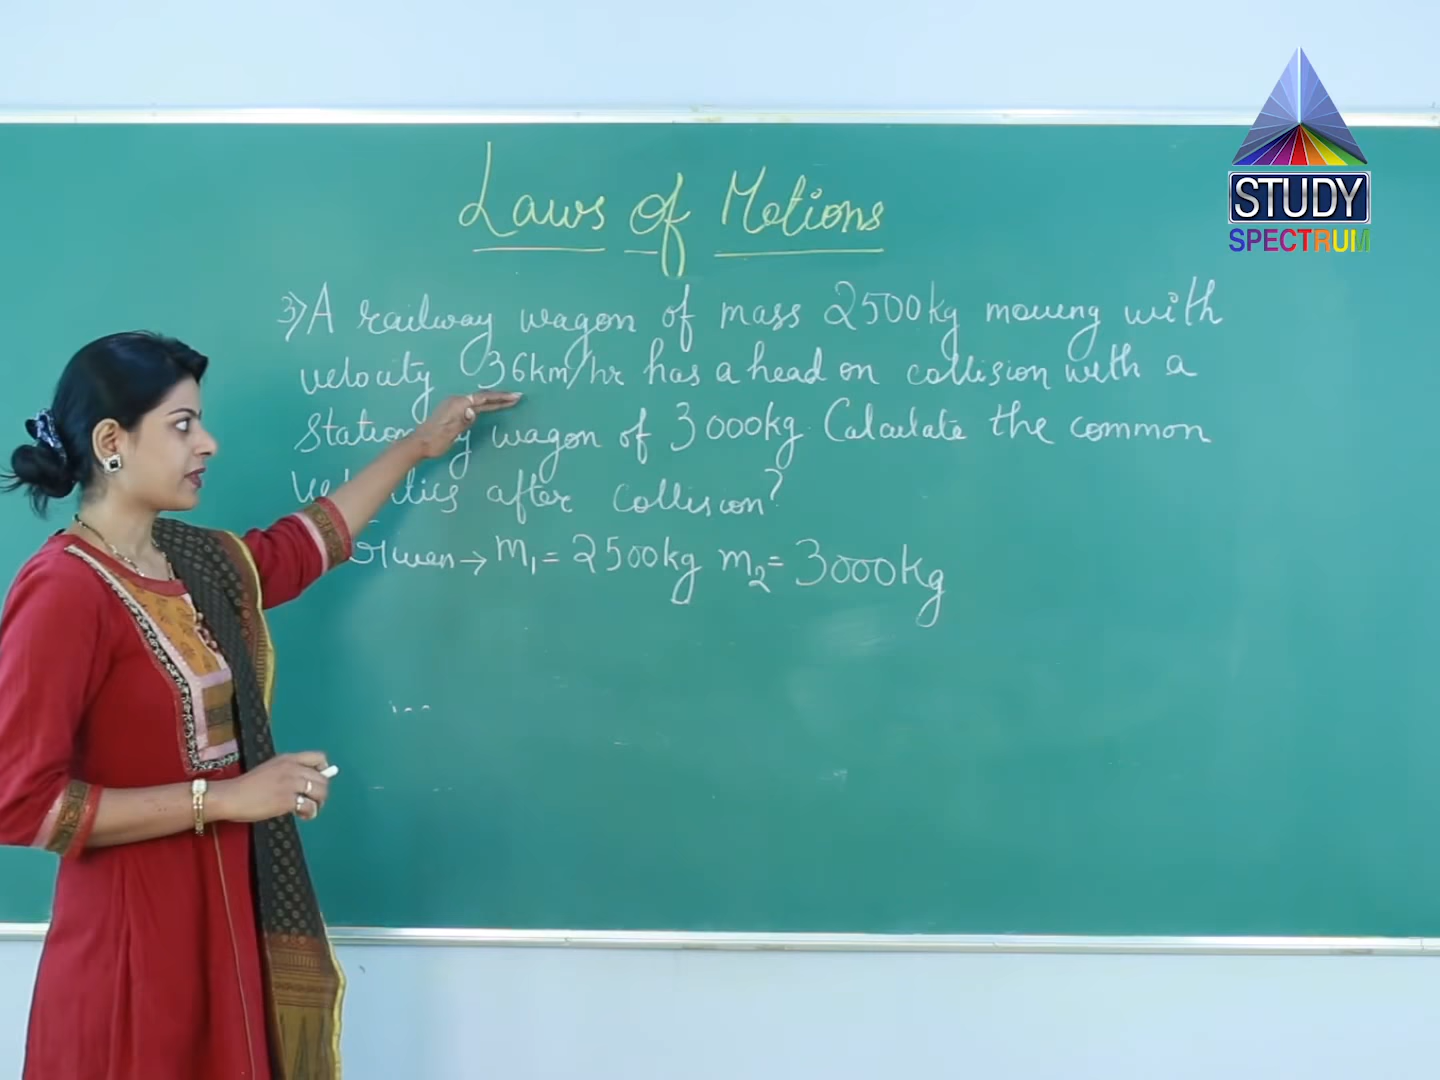 Laws of Motions
STUDY
SPECTRUM
3) A railway wagon of mass 2500kg moving with
velocity 36km/hr has a head on collision with a
wagon of 3000kg. Calculate the common
after collision?
Given → m₁ = 2500kg m₂ = 3000kg